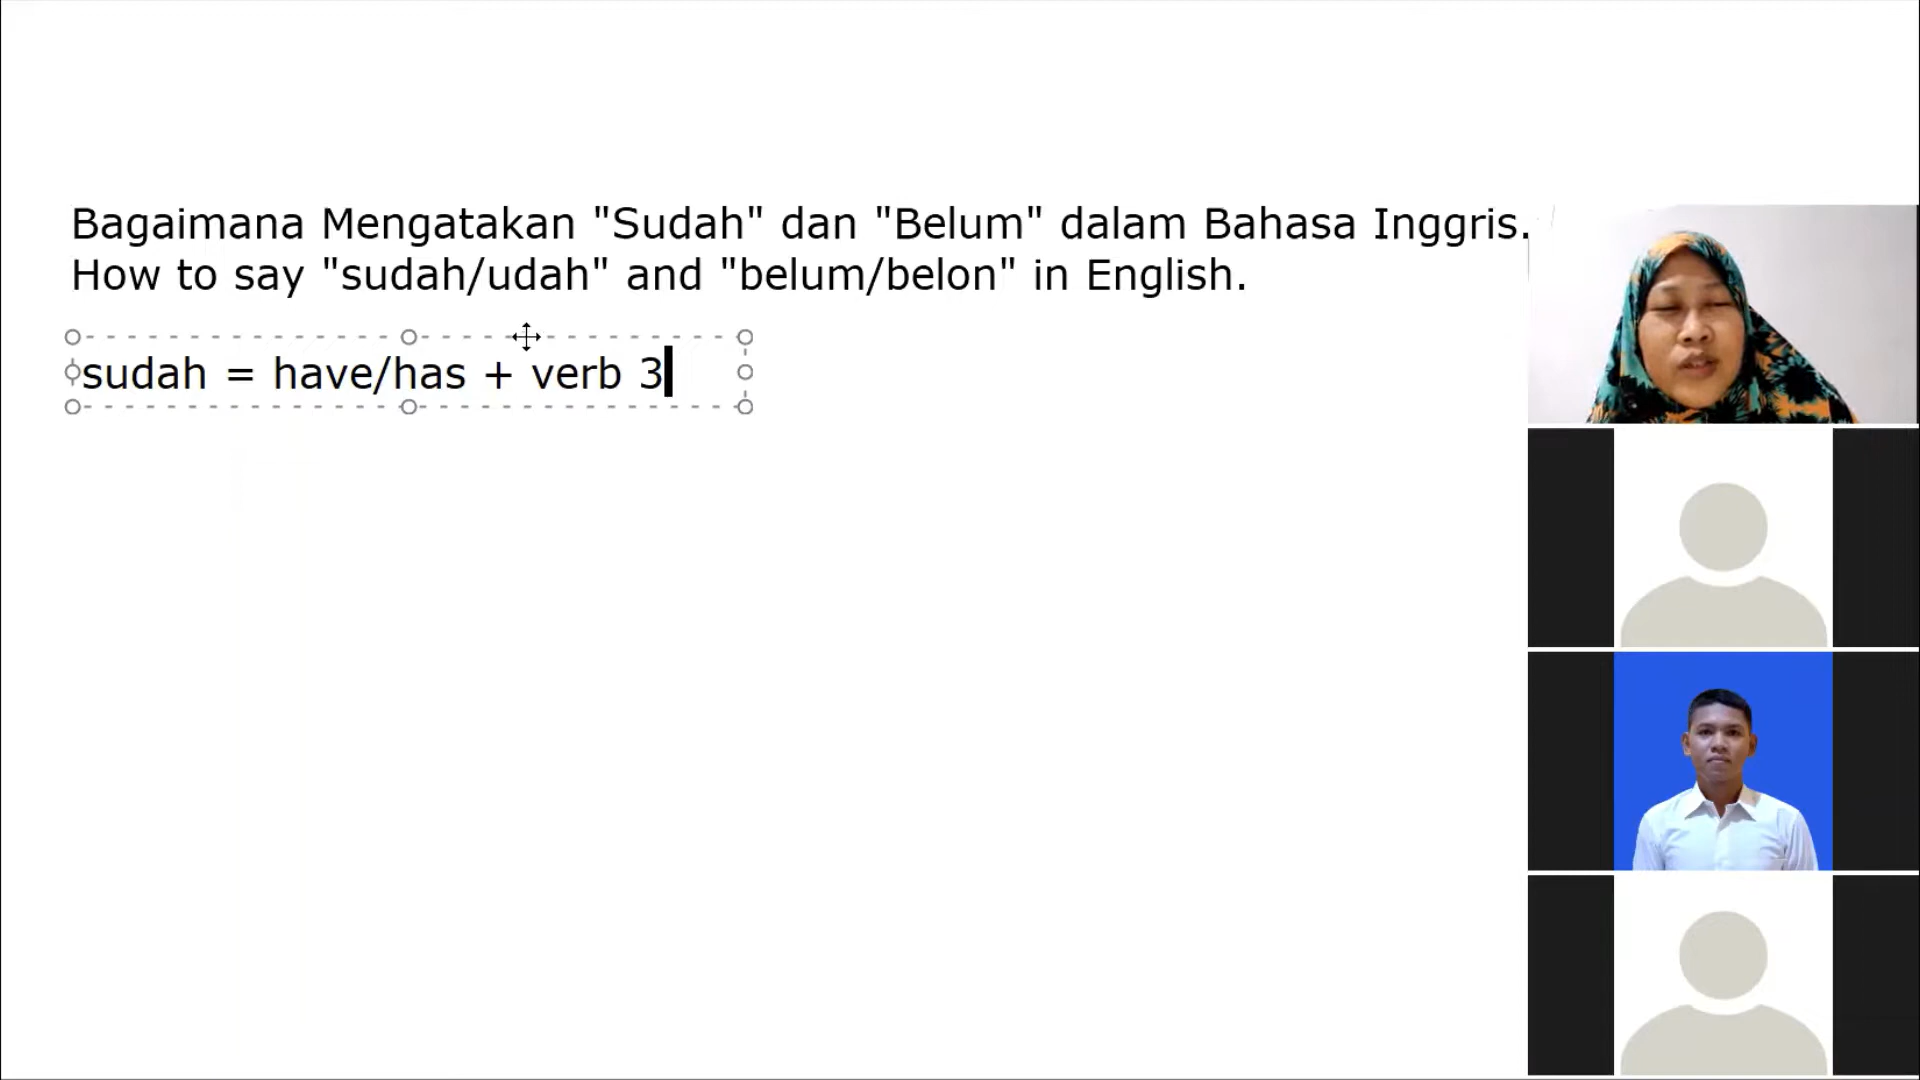 Bagaimana Mengatakan "Sudah" dan "Belum" dalam Bahasa Inggris.
How to say "sudah/udah" and "belum/belon" in English.
sudah = have/has + verb 3